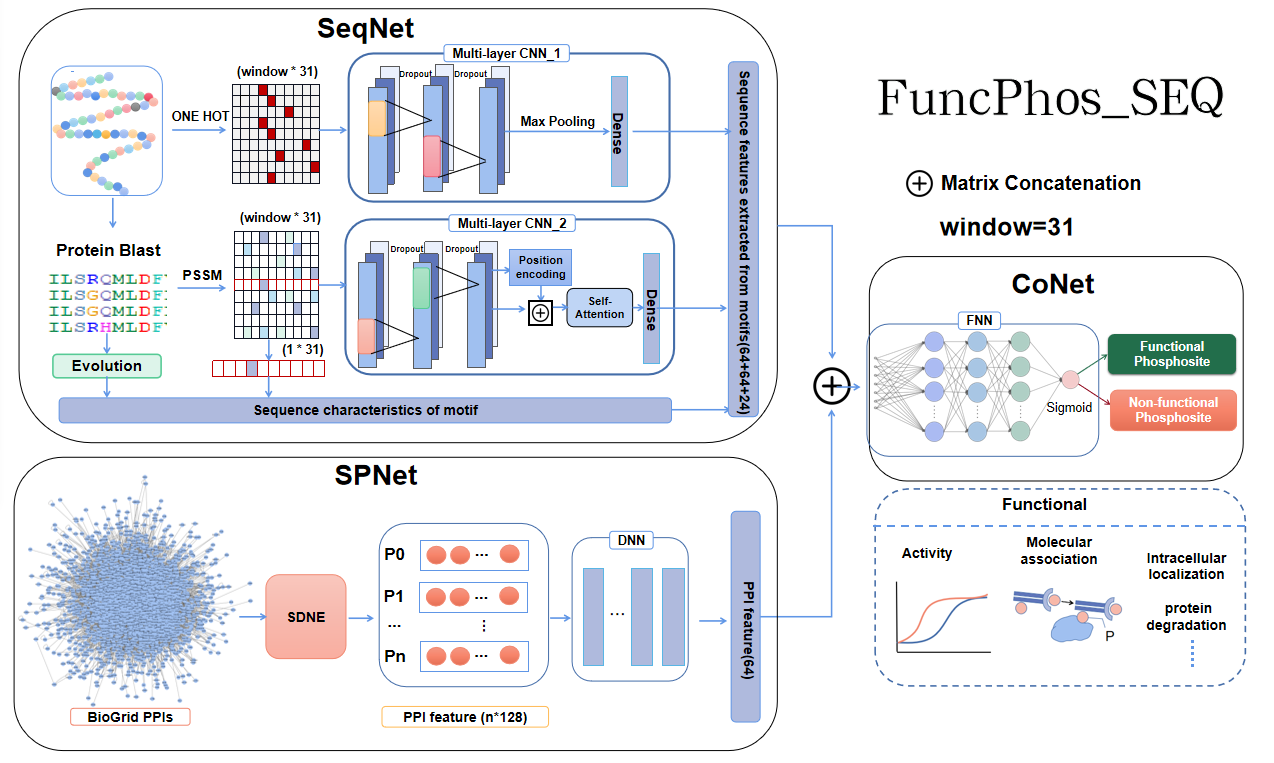 SeqNet
(window * 31)
ONE HOT
Multi-layer CNN_1
Dropout
Dropout
Max Pooling
Dense
Protein Blast
ILSRCMLDF
ILSGCMLDF
ILSGCMLDF
ILSRHMLDF
PSSM
(window * 31)
Multi-layer CNN_2
Dropout
Dropout
Position
encoding
Self-
Attention
Dense
Evolution
(1 * 31)
Sequence characteristics of motif
Sequence features extracted from motifs(64+64+24)
SPNet
BioGrid PPIs
SDNE
P0
...
P1
...
...
⋮
Pn
...
PPI feature (n*128)
DNN
...
PPI feature(64)
FuncPhos_SEQ
Matrix Concatenation
window=31
CoNet
FNN
Sigmoid
Functional
Phosphosite
Non-functional
Phosphosite
Functional
Activity
Molecular
association
P
Intracellular
localization
protein
degradation